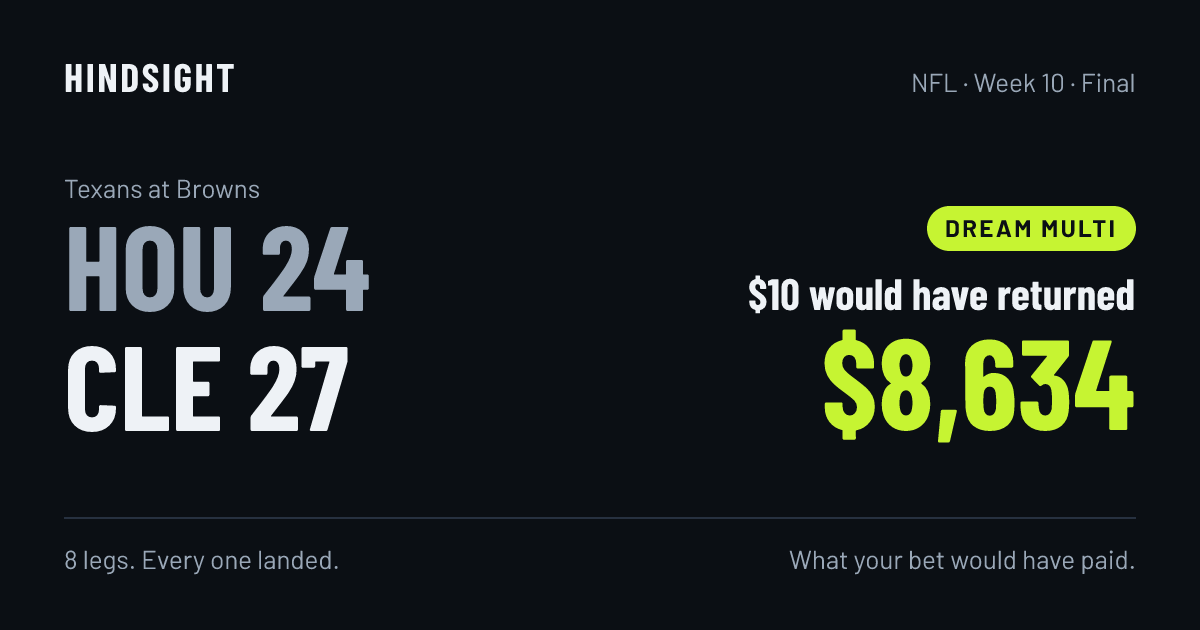 HINDSIGHT
NFL · Week 10 · Final
Texans at Browns
HOU 24
CLE 27
DREAM MULTI
$10 would have returned
$8,634
8 legs. Every one landed.
What your bet would have paid.